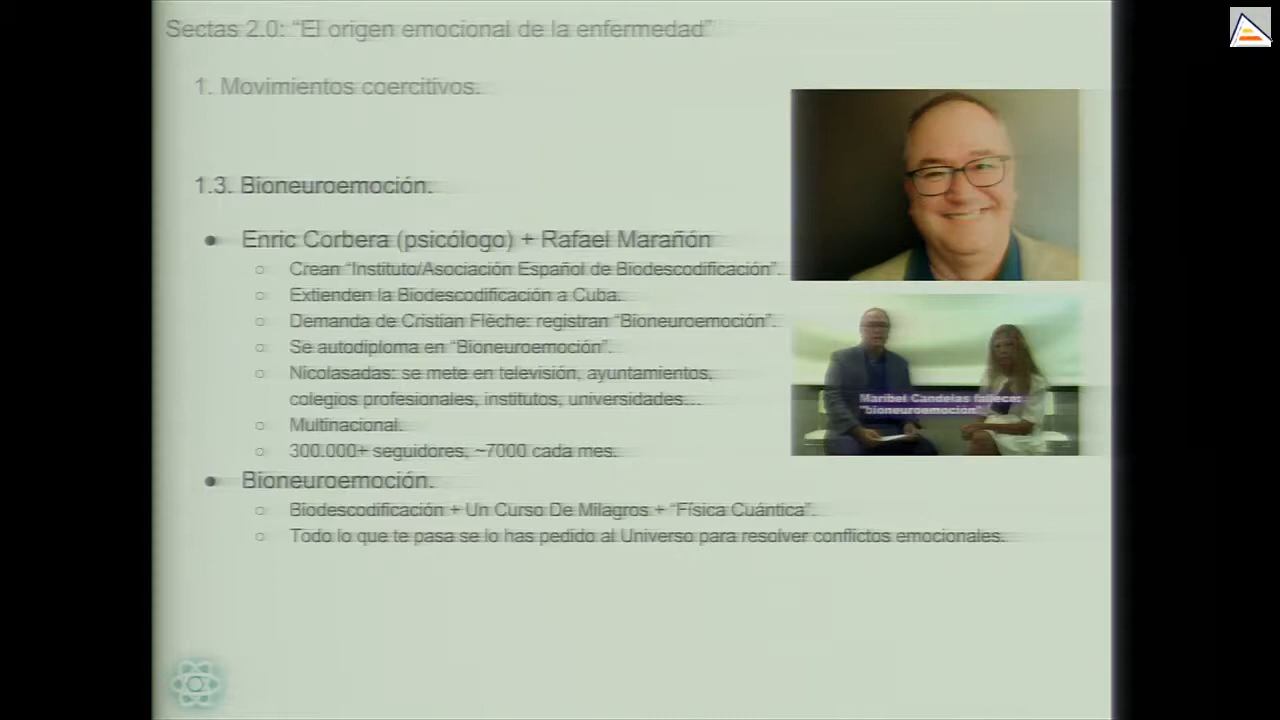 Sectas 2.0: "El origen emocional de la enfermedad"
1. Movimientos coercitivos.
1.3. Bioneuroemoción.
Enric Corbera (psicólogo) + Rafael Marañón
Crean "Instituto/Asociación Español de Biodescodificación".
Extienden la Biodescodificación a Cuba.
Demanda de Cristian Flèche: registran "Bioneuroemoción".
Se autodiploma en "Bioneuroemoción".
Nicolasadas: se mete en televisión, ayuntamientos,
colegios profesionales, institutos, universidades...
Multinacional.
300.000+ seguidores, ~7000 cada mes.
Bioneuroemoción.
Biodescodificación + Un Curso De Milagros + "Física Cuántica".
Todo lo que te pasa se lo has pedido al Universo para resolver conflictos emocionales.
Maribel Candelas fallece:
"bioneuroemoción"